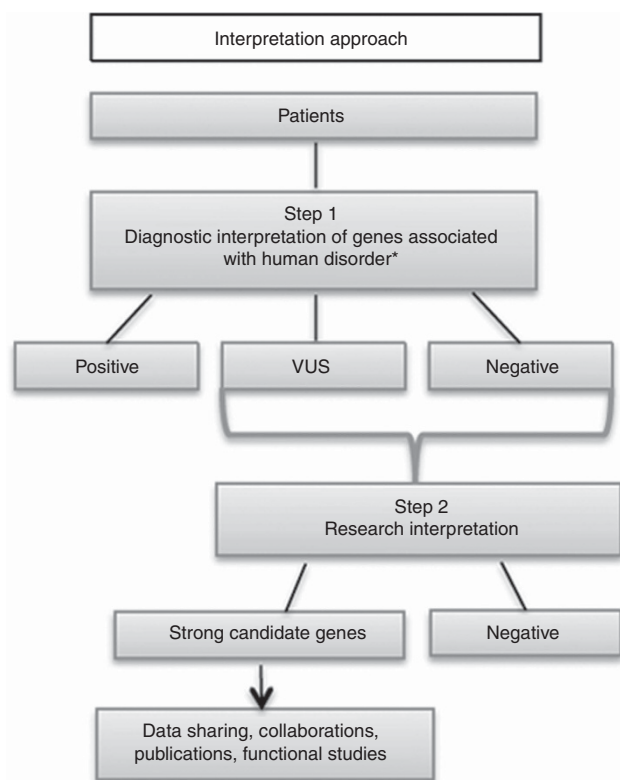 Interpretation approach
Patients
Step 1
Diagnostic interpretation of genes associated
with human disorder*
Positive
VUS
Negative
Step 2
Research interpretation
Strong candidate genes
Negative
Data sharing, collaborations,
publications, functional studies